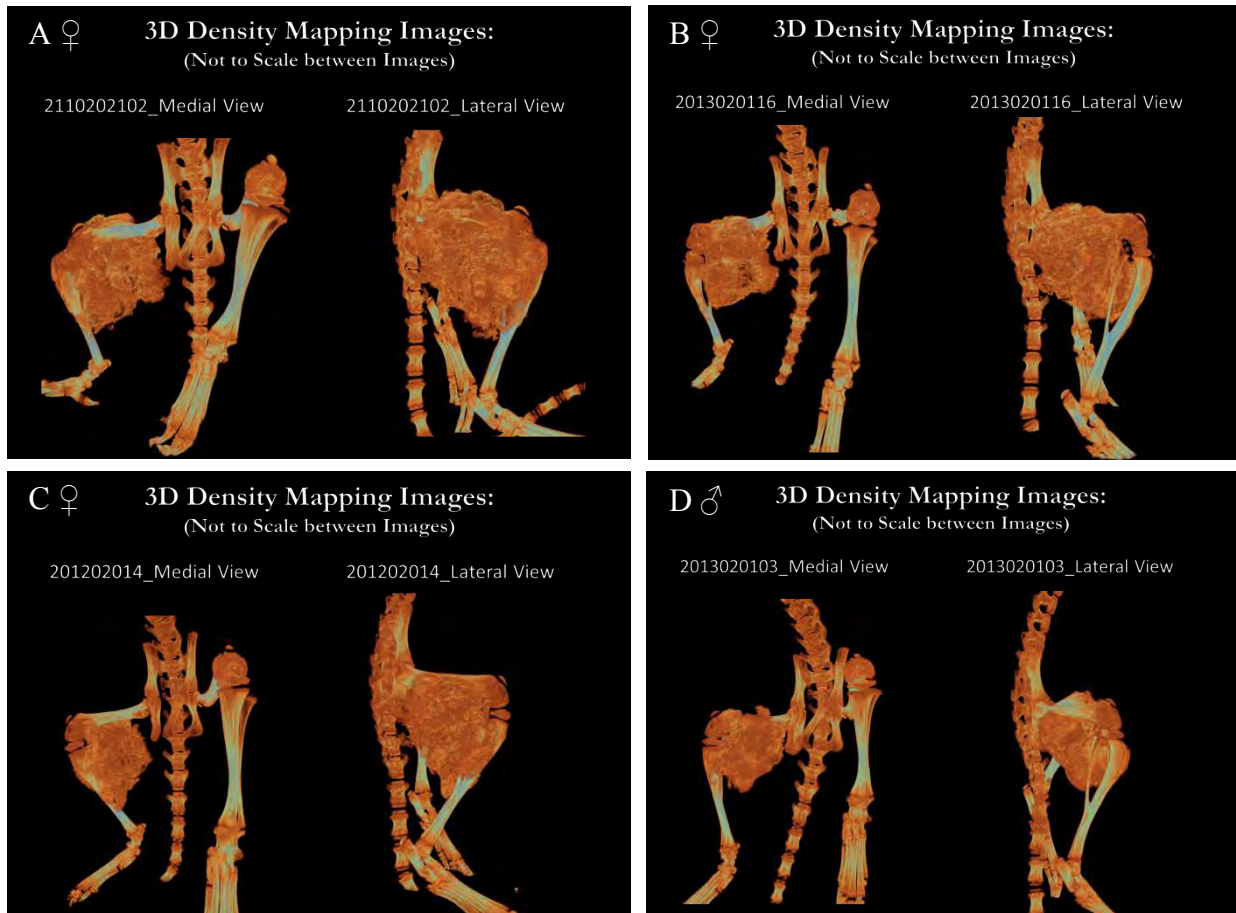 A ♀ 3D Density Mapping Images:
(Not to Scale between Images)
2110202102_Medial View 2110202102_Lateral View
B ♀ 3D Density Mapping Images:
(Not to Scale between Images)
2013020116_Medial View 2013020116_Lateral View
C ♀ 3D Density Mapping Images:
(Not to Scale between Images)
201202014_Medial View 201202014_Lateral View
D ♂ 3D Density Mapping Images:
(Not to Scale between Images)
2013020103_Medial View 2013020103_Lateral View